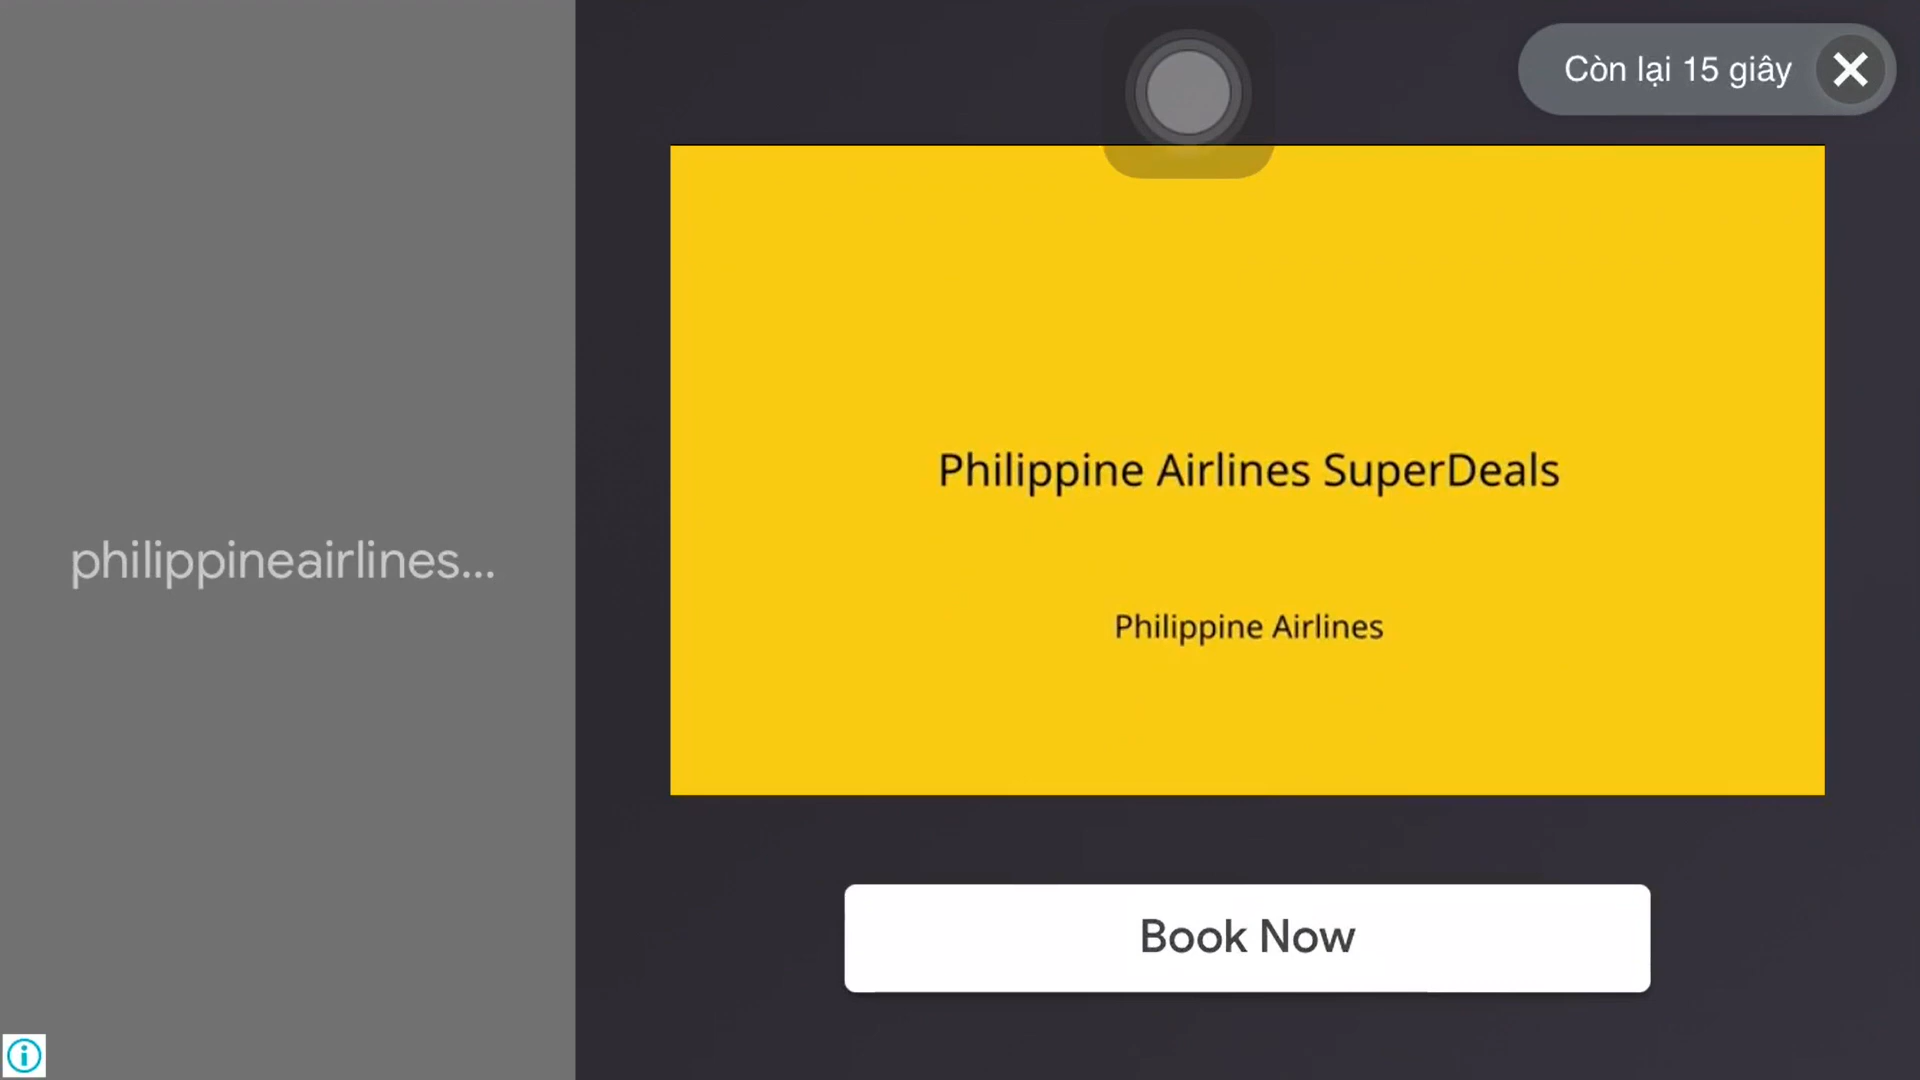 Còn lại 15 giây
Philippine Airlines SuperDeals
philippineairlines...
Philippine Airlines
Book Now